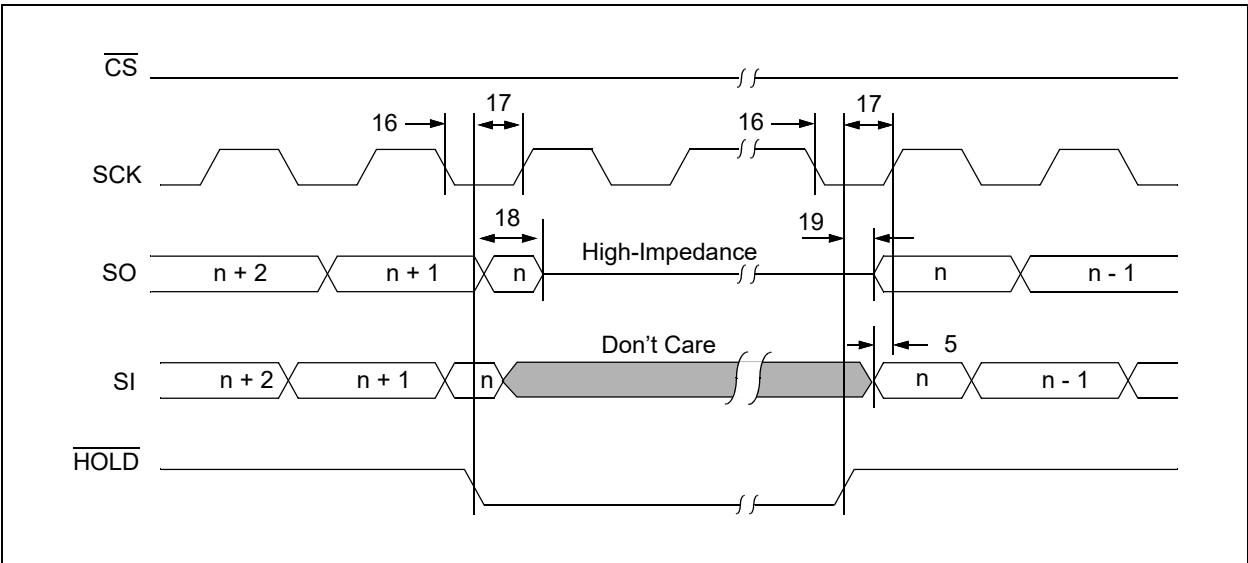 CS
17
17
16
16
SCK
18
19
High-Impedance
SO
n + 2
n + 1
n
n
n - 1
Don't Care
5
SI
n + 2
n + 1
n
n
n - 1
HOLD